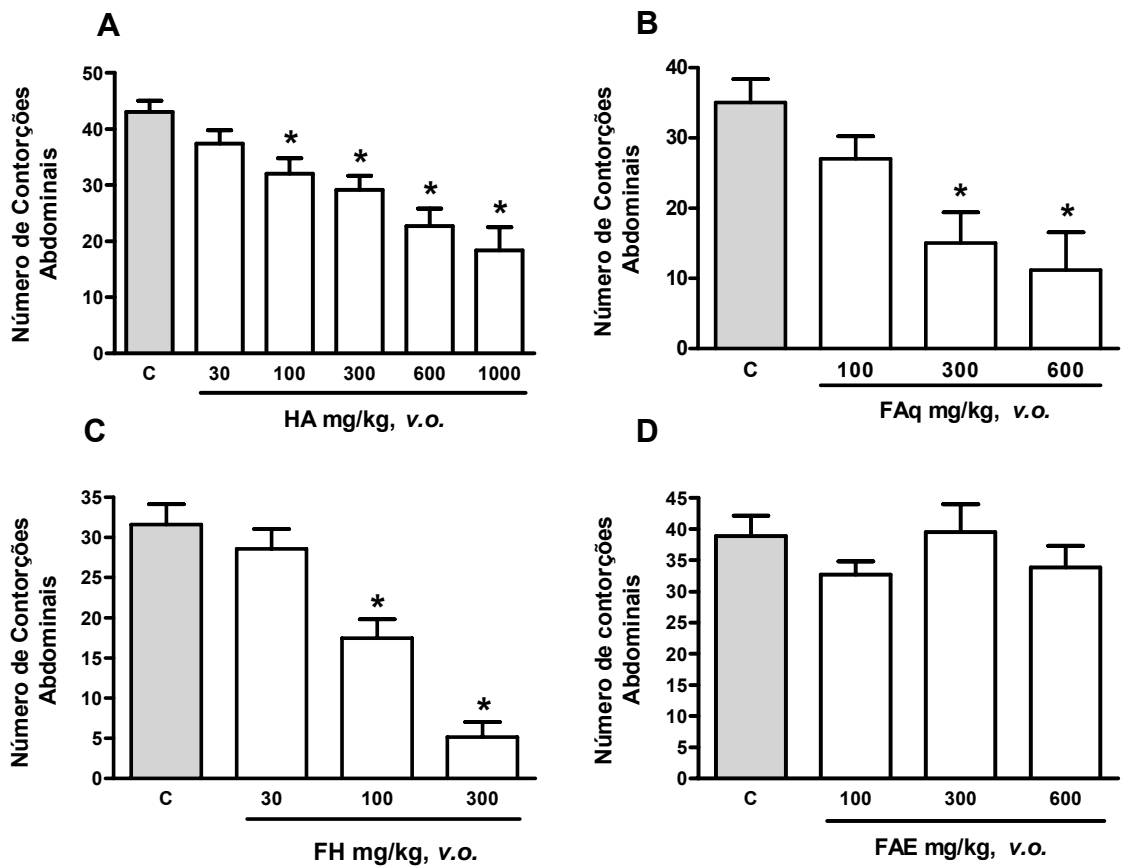 A
Número de Contorções
Abdominais
50
40
30
20
10
0
*
*
*
*
C 30 100 300 600 1000
HA mg/kg, v.o.
B
Número de Contorções
Abdominais
40
30
20
10
0
*
*
C 100 300 600
FAq mg/kg, v.o.
C
Número de Contorções
Abdominais
35
30
25
20
15
10
5
0
*
*
C 30 100 300
FH mg/kg, v.o.
D
Número de contorções
Abdominais
45
40
35
30
25
20
15
10
5
0
C 100 300 600
FAE mg/kg, v.o.